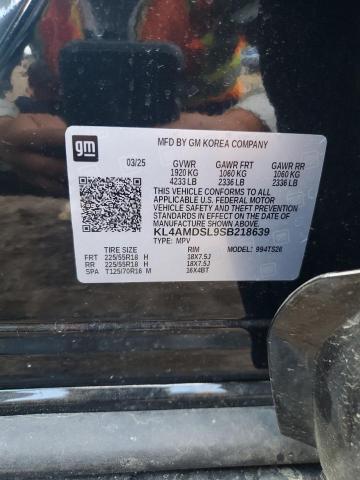 gm
MFD BY GM KOREA COMPANY
03/25 GVWR GAWR FRT GAWR RR
1920 KG 1060 KG 1060 KG
4233 LB 2336 LB 2336 LB
THIS VEHICLE CONFORMS TO ALL
APPLICABLE U.S. FEDERAL MOTOR
VEHICLE SAFETY AND THEFT
PREVENTION STANDARDS IN EFFECT
ON THE DATE OF MANUFACTURE
SHOWN ABOVE.
KL4AMDSL9SB218639
TYPE: MPV MODEL: 994TS26
TIRE SIZE RIM
FRT 225/55R18 H 18X7.5J
RR 225/55R18 H 18X7.5J
SPA T125/70R16 M 16X4BT